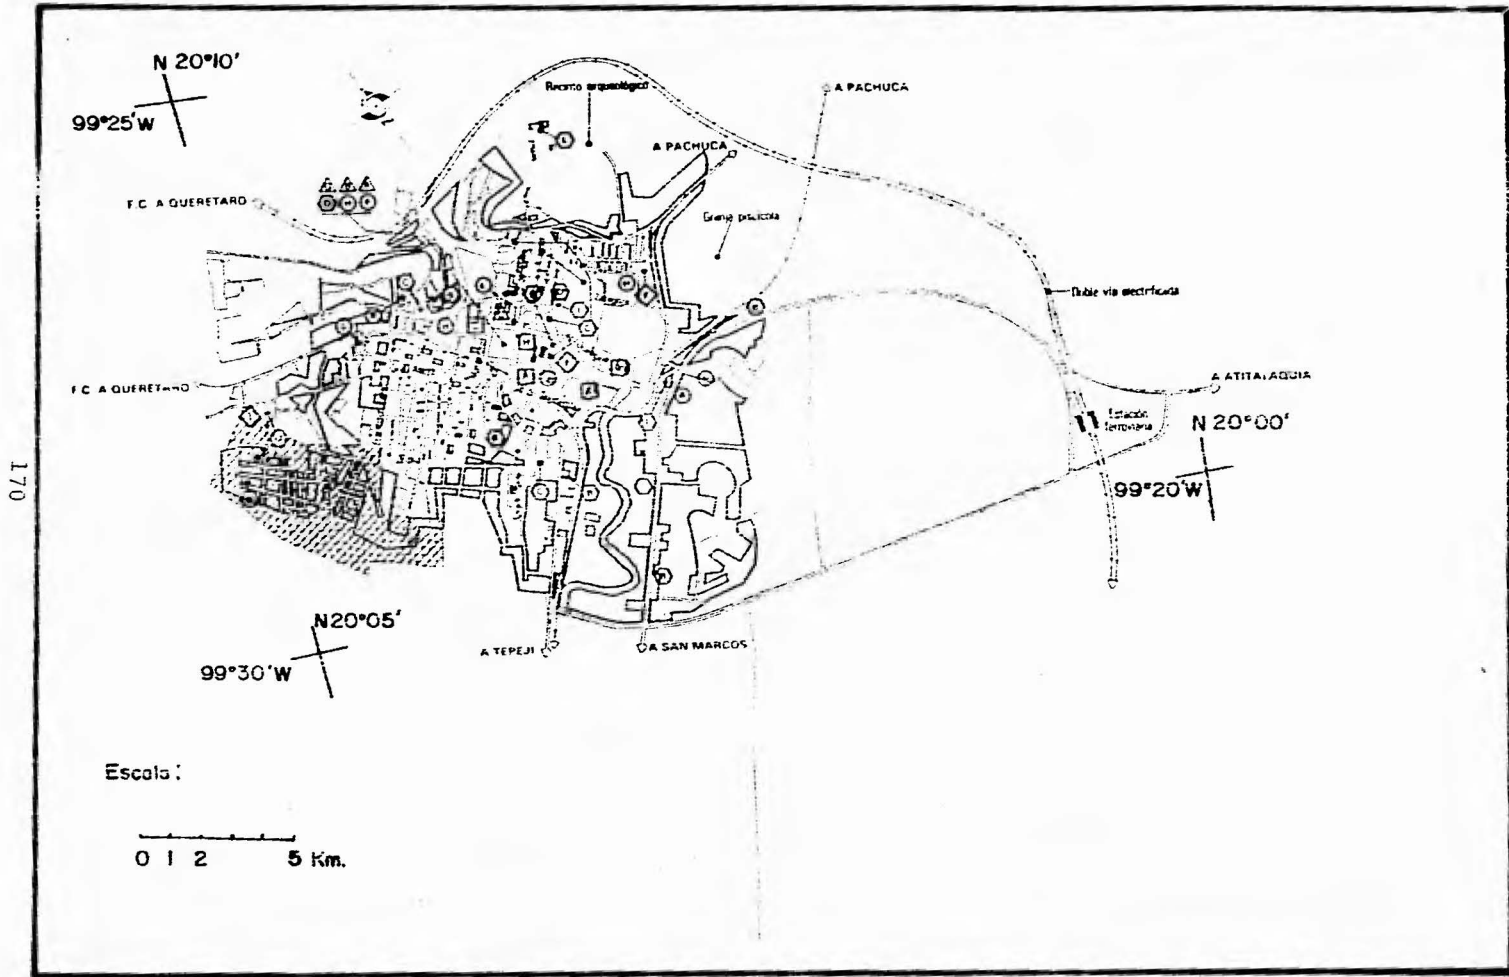 N 20°10'
99°25'W
Recinto arqueológico
A PACHUCA
A PACHUCA
F.C. A QUERETARO
Granja piscícola
Doble vía electrificada
F.C. A QUERETARO
A ATITALAQUIA
Estación
ferroviaria
N 20°00'
99°20'W
170
N20°05'
99°30'W
A TEPEJI
A SAN MARCOS
Escala:
0 1 2 5 Km.